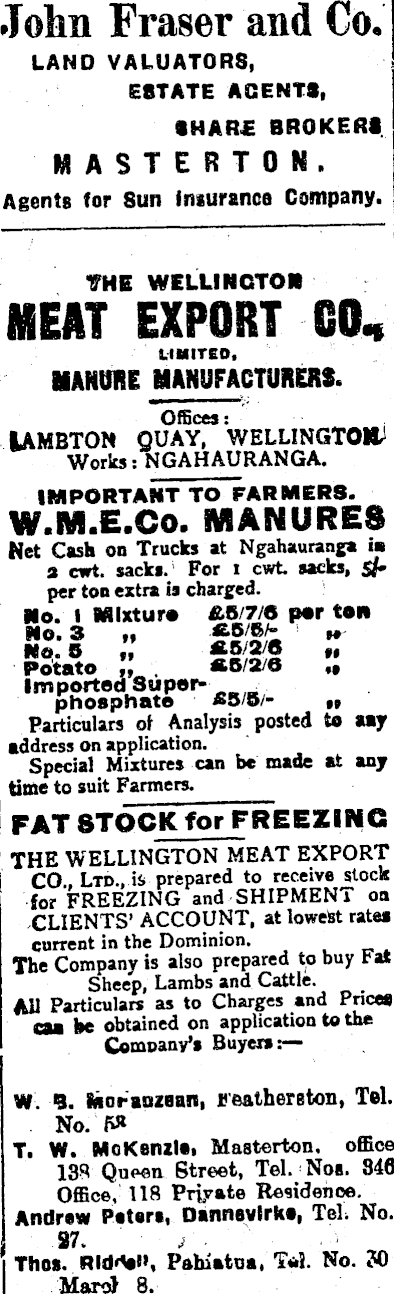 John Fraser and Co.
LAND VALUATORS,
ESTATE AGENTS,
SHARE BROKERS
MASTERTON.
Agents for Sun Insurance Company.
THE WELLINGTON
MEAT EXPORT CO.,
LIMITED,
MANURE MANUFACTURERS.
Offices:
LAMBTON QUAY, WELLINGTON
Works: NGAHAURANGA.
IMPORTANT TO FARMERS.
W.M.E.Co. MANURES
Net Cash on Trucks at Ngahauranga in
2 cwt. sacks. For 1 cwt. sacks, 5/-
per ton extra is charged.
No. 1 Mixture £5/7/6 per ton
No. 3 „ £5/5/- „
No. 5 „ £5/2/6 „
Potato „ £5/2/6 „
Imported Super-
phosphate £5/5/- „
Particulars of Analysis posted to any
address on application.
Special Mixtures can be made at any
time to suit Farmers.
FAT STOCK for FREEZING
THE WELLINGTON MEAT EXPORT
CO., LTD., is prepared to receive stock
for FREEZING and SHIPMENT on
CLIENTS' ACCOUNT, at lowest rates
current in the Dominion.
The Company is also prepared to buy Fat
Sheep, Lambs and Cattle.
All Particulars as to Charges and Prices
can be obtained on application to the
Company's Buyers:—
W. B. Featherston, Tel.
No. 58
T. W. McKenzie, Masterton, office
139 Queen Street, Tel. Nos. 346
Office, 118 Private Residence.
Andrew Peters, Dannevirke, Tel. No.
27.
Thos. Riddell, Pahiatua, Tel. No. 30
March 8.